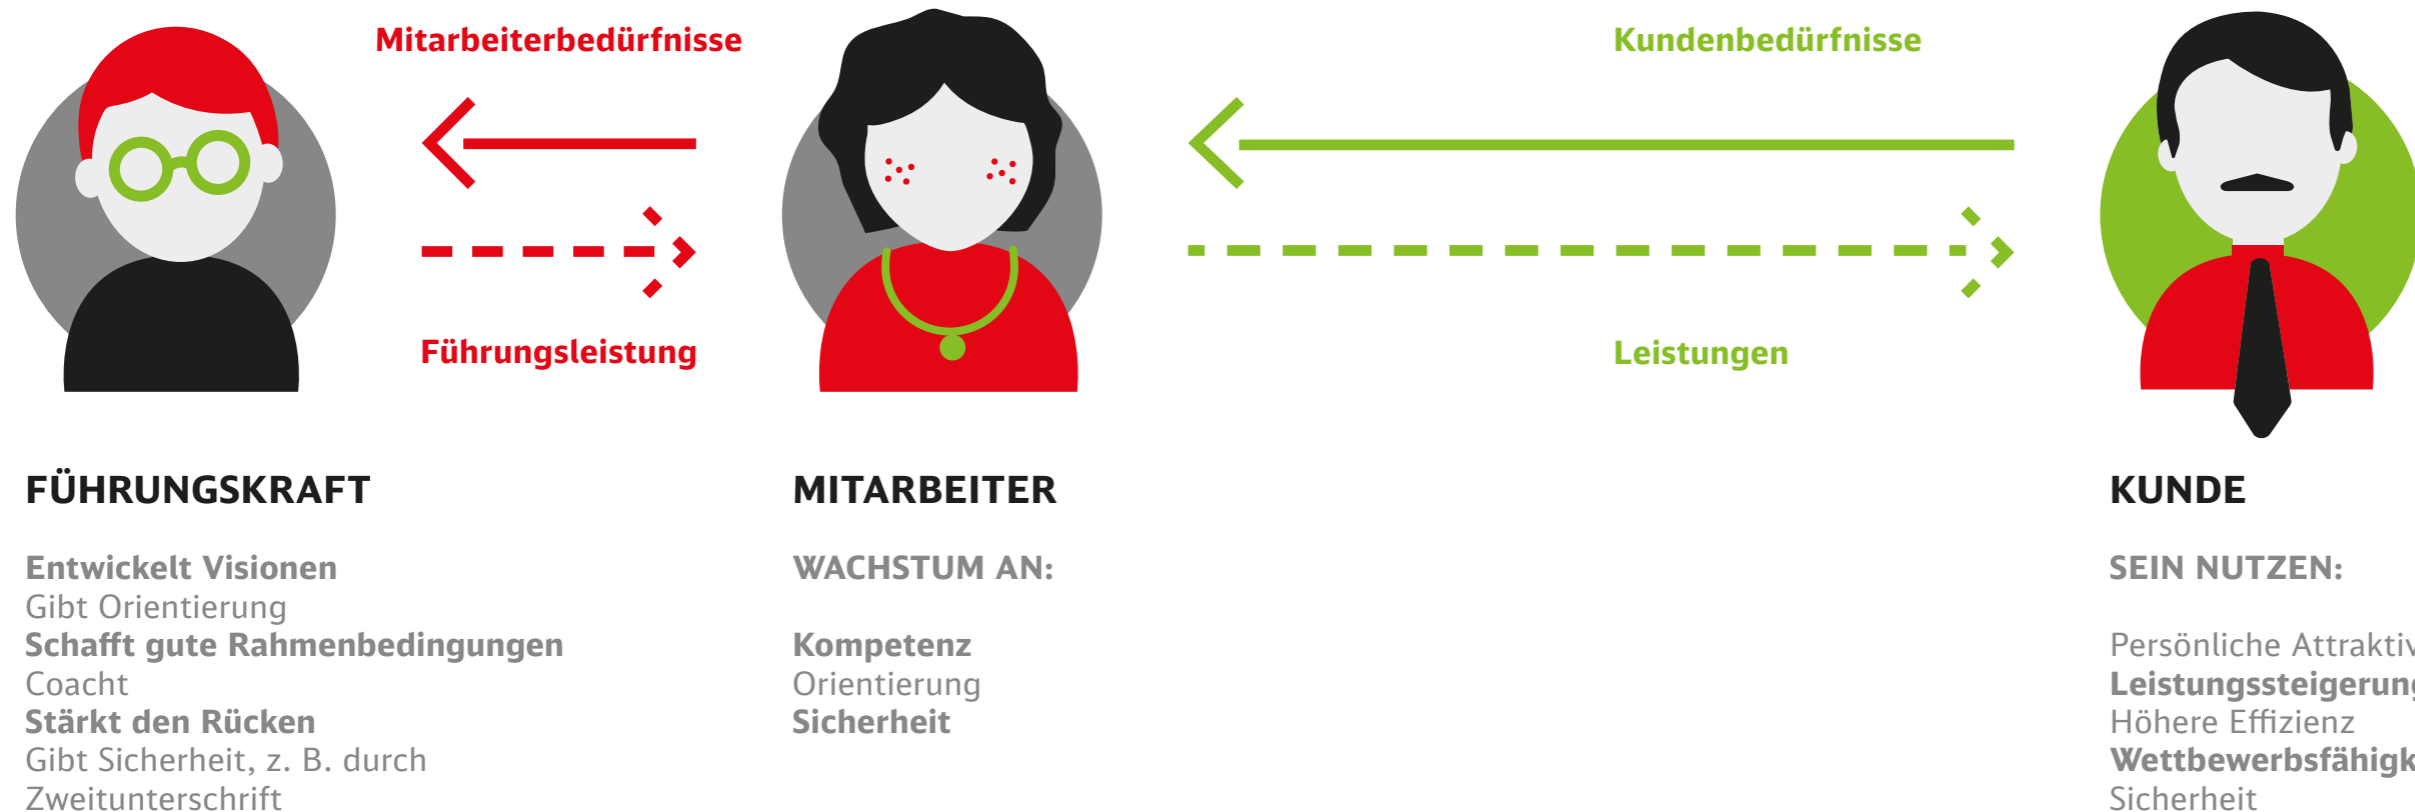 Mitarbeiterbedürfnisse
Führungsleistung
Kundenbedürfnisse
Leistungen
FÜHRUNGSKRAFT
Entwickelt Visionen
Gibt Orientierung
Schafft gute Rahmenbedingungen
Coacht
Stärkt den Rücken
Gibt Sicherheit, z. B. durch
Zweitunterschrift
MITARBEITER
WACHSTUM AN:
Kompetenz
Orientierung
Sicherheit
KUNDE
SEIN NUTZEN:
Persönliche
Höhere Effizienz
Sicherheit